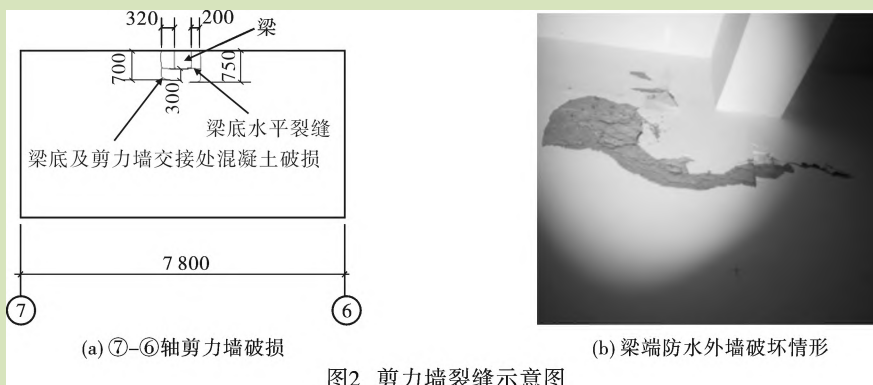 320
200
梁
700
750
300
梁底水平裂缝
梁底及剪力墙交接处混凝土破损
7 800
7
6
(a) ⑦–⑥轴剪力墙破损
(b) 梁端防水外墙破坏情形
图2 剪力墙裂缝示意图